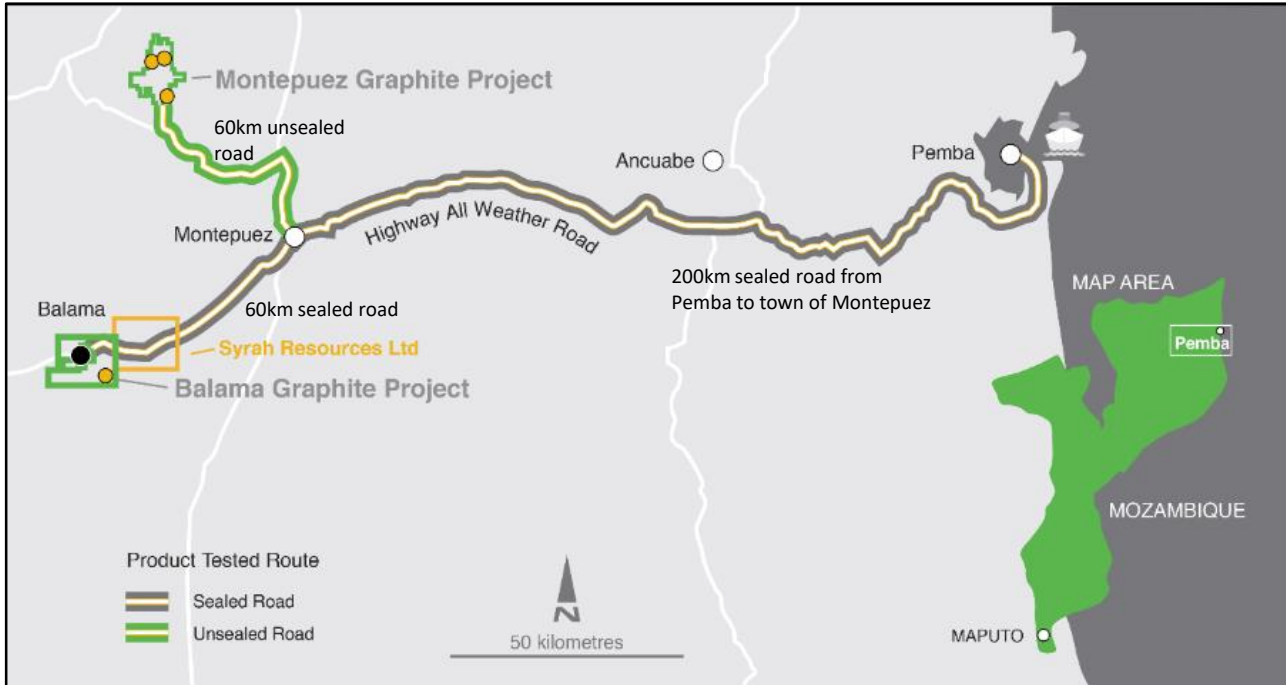 Montepuez Graphite Project
60km unsealed
road
Ancuabe
Pemba
Montepuez
Highway All Weather Road
200km sealed road from
Pemba to town of Montepuez
MAP AREA
Balama
60km sealed road
Syrah Resources Ltd
Pemba
Balama Graphite Project
MOZAMBIQUE
Product Tested Route
Sealed Road
Unsealed Road
N
50 kilometres
MAPUTO